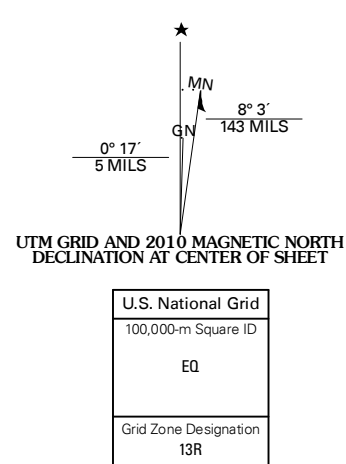 MN
8° 3´
143 MILS
GN
0° 17´
5 MILS
UTM GRID AND 2010 MAGNETIC NORTH
DECLINATION AT CENTER OF SHEET
U.S. National Grid
100,000-m Square ID
EQ
Grid Zone Designation
13R